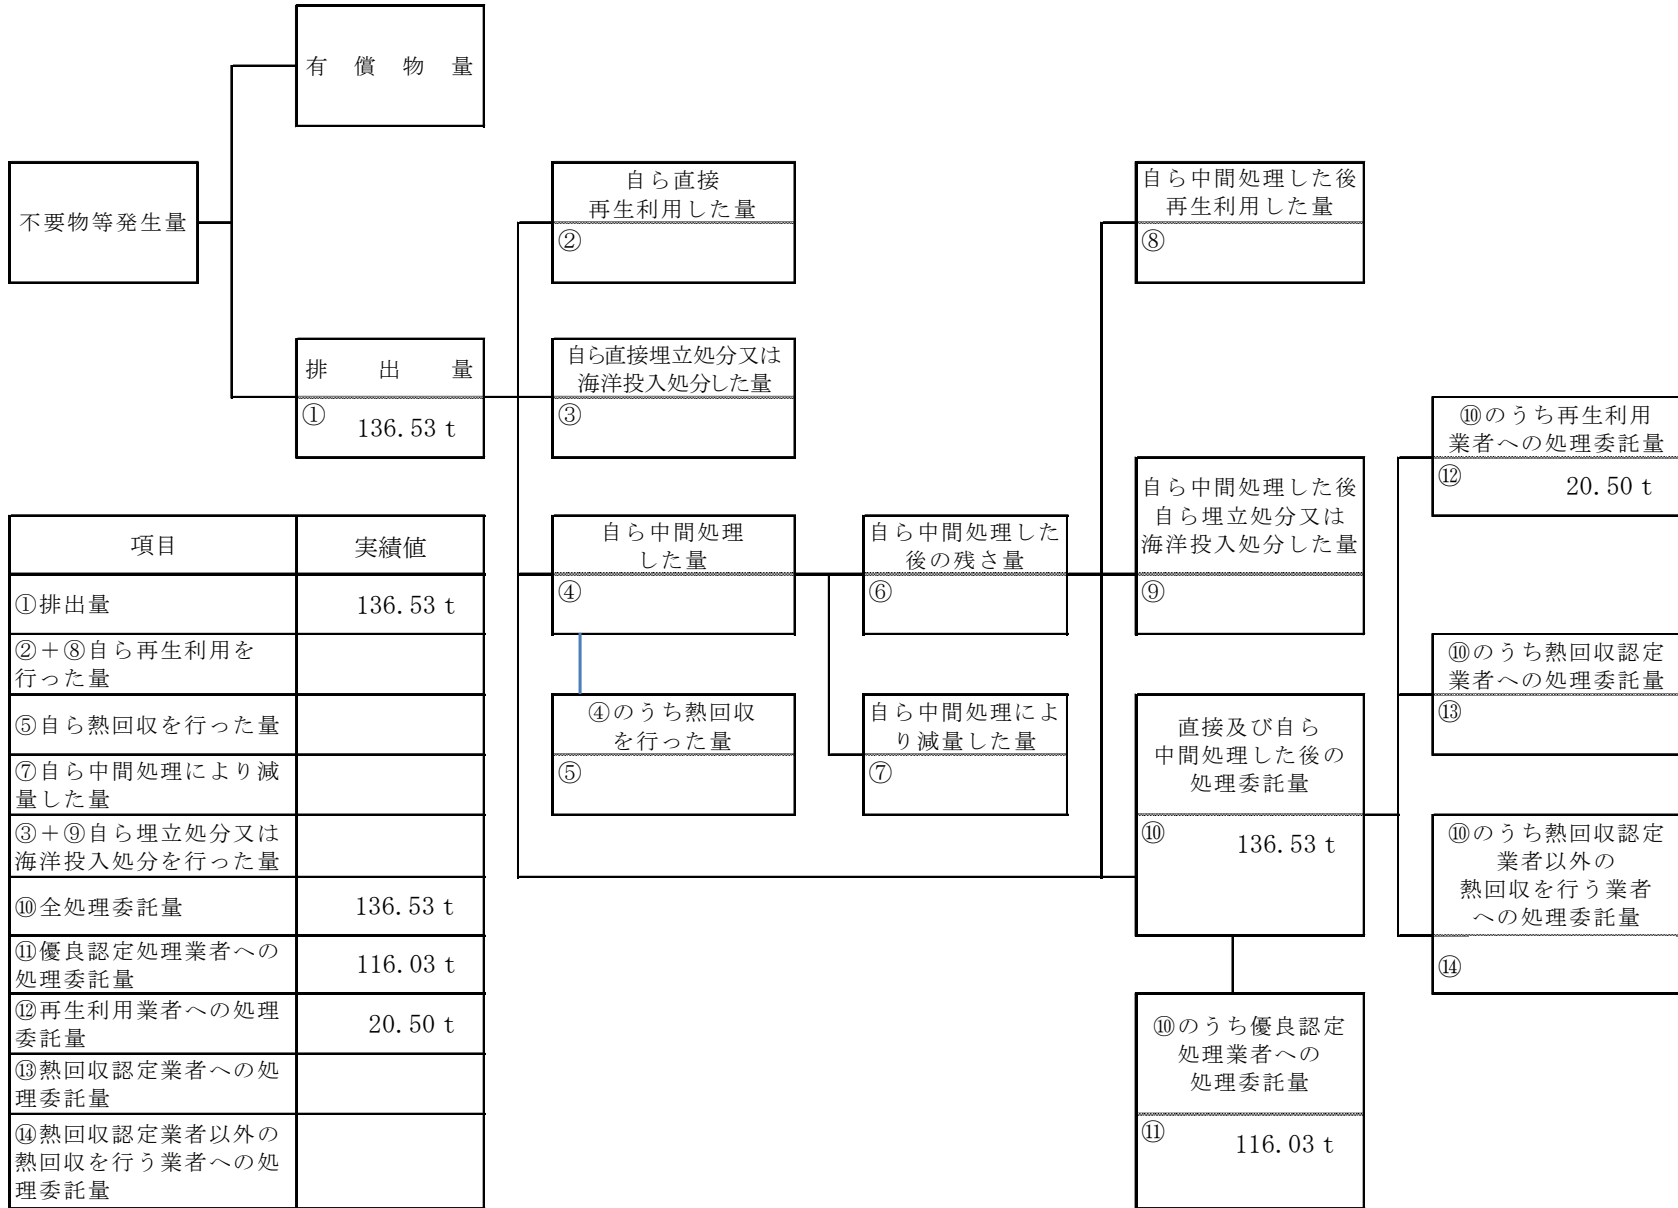 有償物量
不要物等発生量
排出量
① 136.53 t
自ら直接
再生利用した量
②
自ら直接埋立処分又は
海洋投入処分した量
③
自ら中間処理
した量
④
④のうち熱回収
を行った量
⑤
自ら中間処理した
後の残さ量
⑥
自ら中間処理によ
り減量した量
⑦
自ら中間処理した後
再生利用した量
⑧
自ら中間処理した後
自ら埋立処分又は
海洋投入処分した量
⑨
直接及び自ら
中間処理した後の
処理委託量
⑩ 136.53 t
⑩のうち優良認定
処理業者への
処理委託量
⑪ 116.03 t
⑩のうち再生利用
業者への処理委託量
⑫ 20.50 t
⑩のうち熱回収認定
業者への処理委託量
⑬
⑩のうち熱回収認定
業者以外の
熱回収を行う業者
への処理委託量
⑭
項目 実績値
①排出量 136.53 t
②＋⑧自ら再生利用を
行った量
⑤自ら熱回収を行った量
⑦自ら中間処理により減
量した量
③＋⑨自ら埋立処分又は
海洋投入処分を行った量
⑩全処理委託量 136.53 t
⑪優良認定処理業者への
処理委託量 116.03 t
⑫再生利用業者への処理
委託量 20.50 t
⑬熱回収認定業者への処
理委託量
⑭熱回収認定業者以外の
熱回収を行う業者への処
理委託量